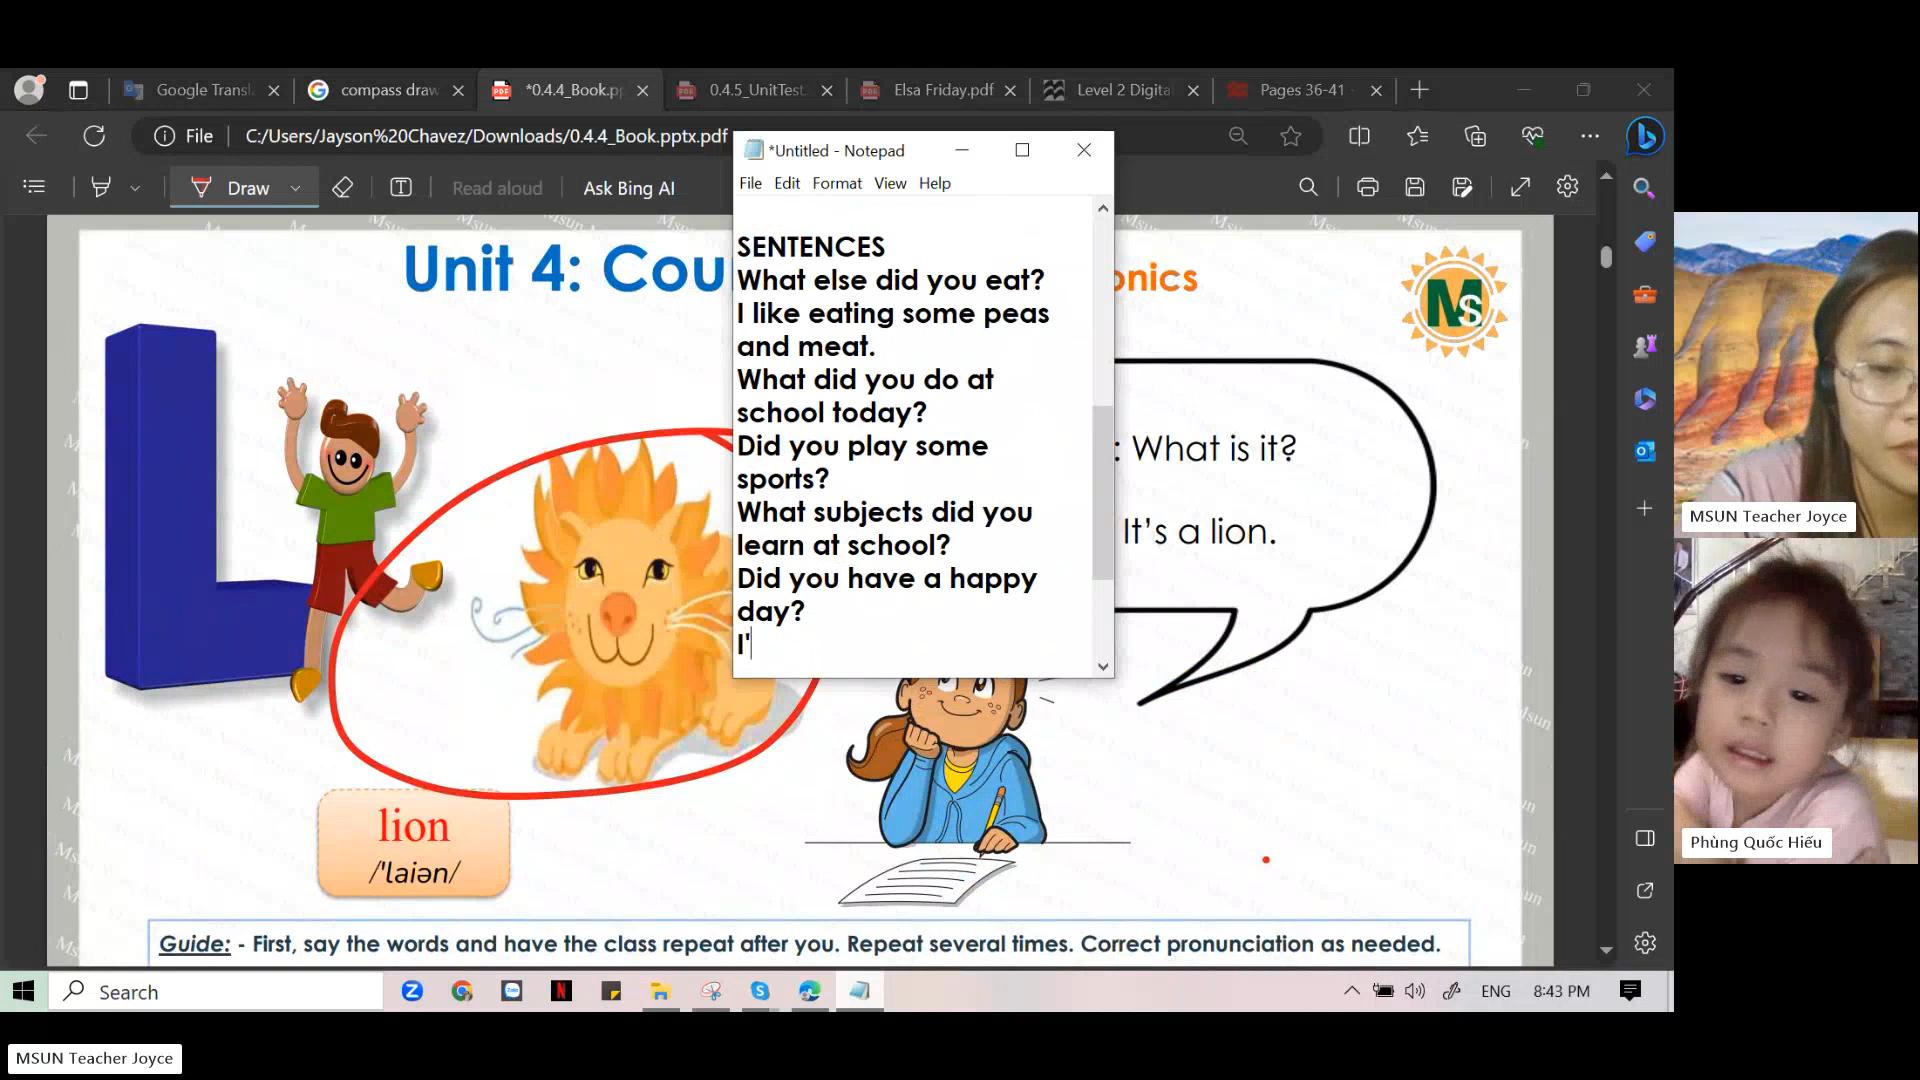 Google Transl
compass draw
*0.4.4_Book.p
0.4.5_UnitTest
Elsa Friday.pdf
Level 2 Digita
Pages 36-41
File
C:/Users/Jayson%20Chavez/Downloads/0.4.4_Book.pptx.pdf
Draw
Read aloud
Ask Bing AI
*Untitled - Notepad
File Edit Format View Help
SENTENCES
What else did you eat?
I like eating some peas
and meat.
What did you do at
school today?
Did you play some
sports?
What subjects did you
learn at school?
Did you have a happy
day?
I'
Unit 4: Cou
onics
MS
: What is it?
It's a lion.
lion
/'laiən/
Guide: - First, say the words and have the class repeat after you. Repeat several times. Correct pronunciation as needed.
MSUN Teacher Joyce
Phùng Quốc Hiếu
Search
ENG
8:43 PM
MSUN Teacher Joyce